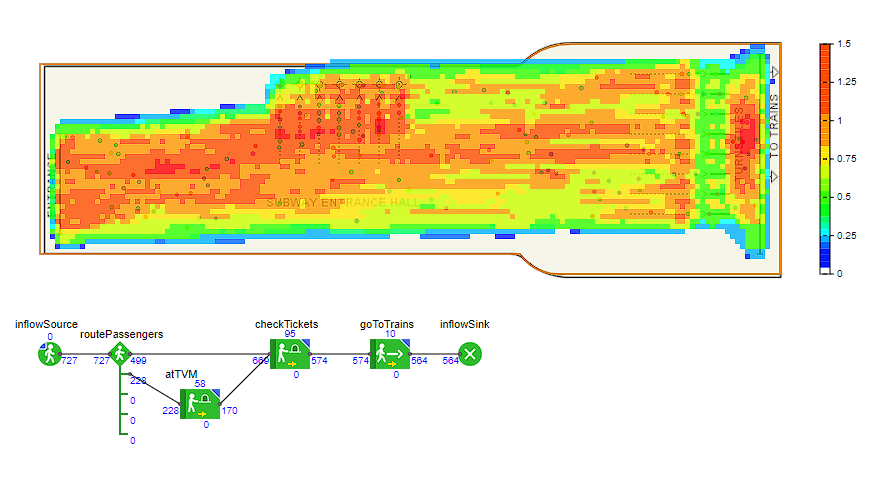 1.5
1.25
1
0.75
0.5
0.25
0
ENTRANCE
SUBWAY ENTRANCE HALL
TURNSTILES
TO TRAINS
inflowSource
0
727
routePassengers
727
499
228
0
0
0
atTVM
58
228
170
0
checkTickets
95
669
574
0
goToTrains
10
574
564
0
inflowSink
564